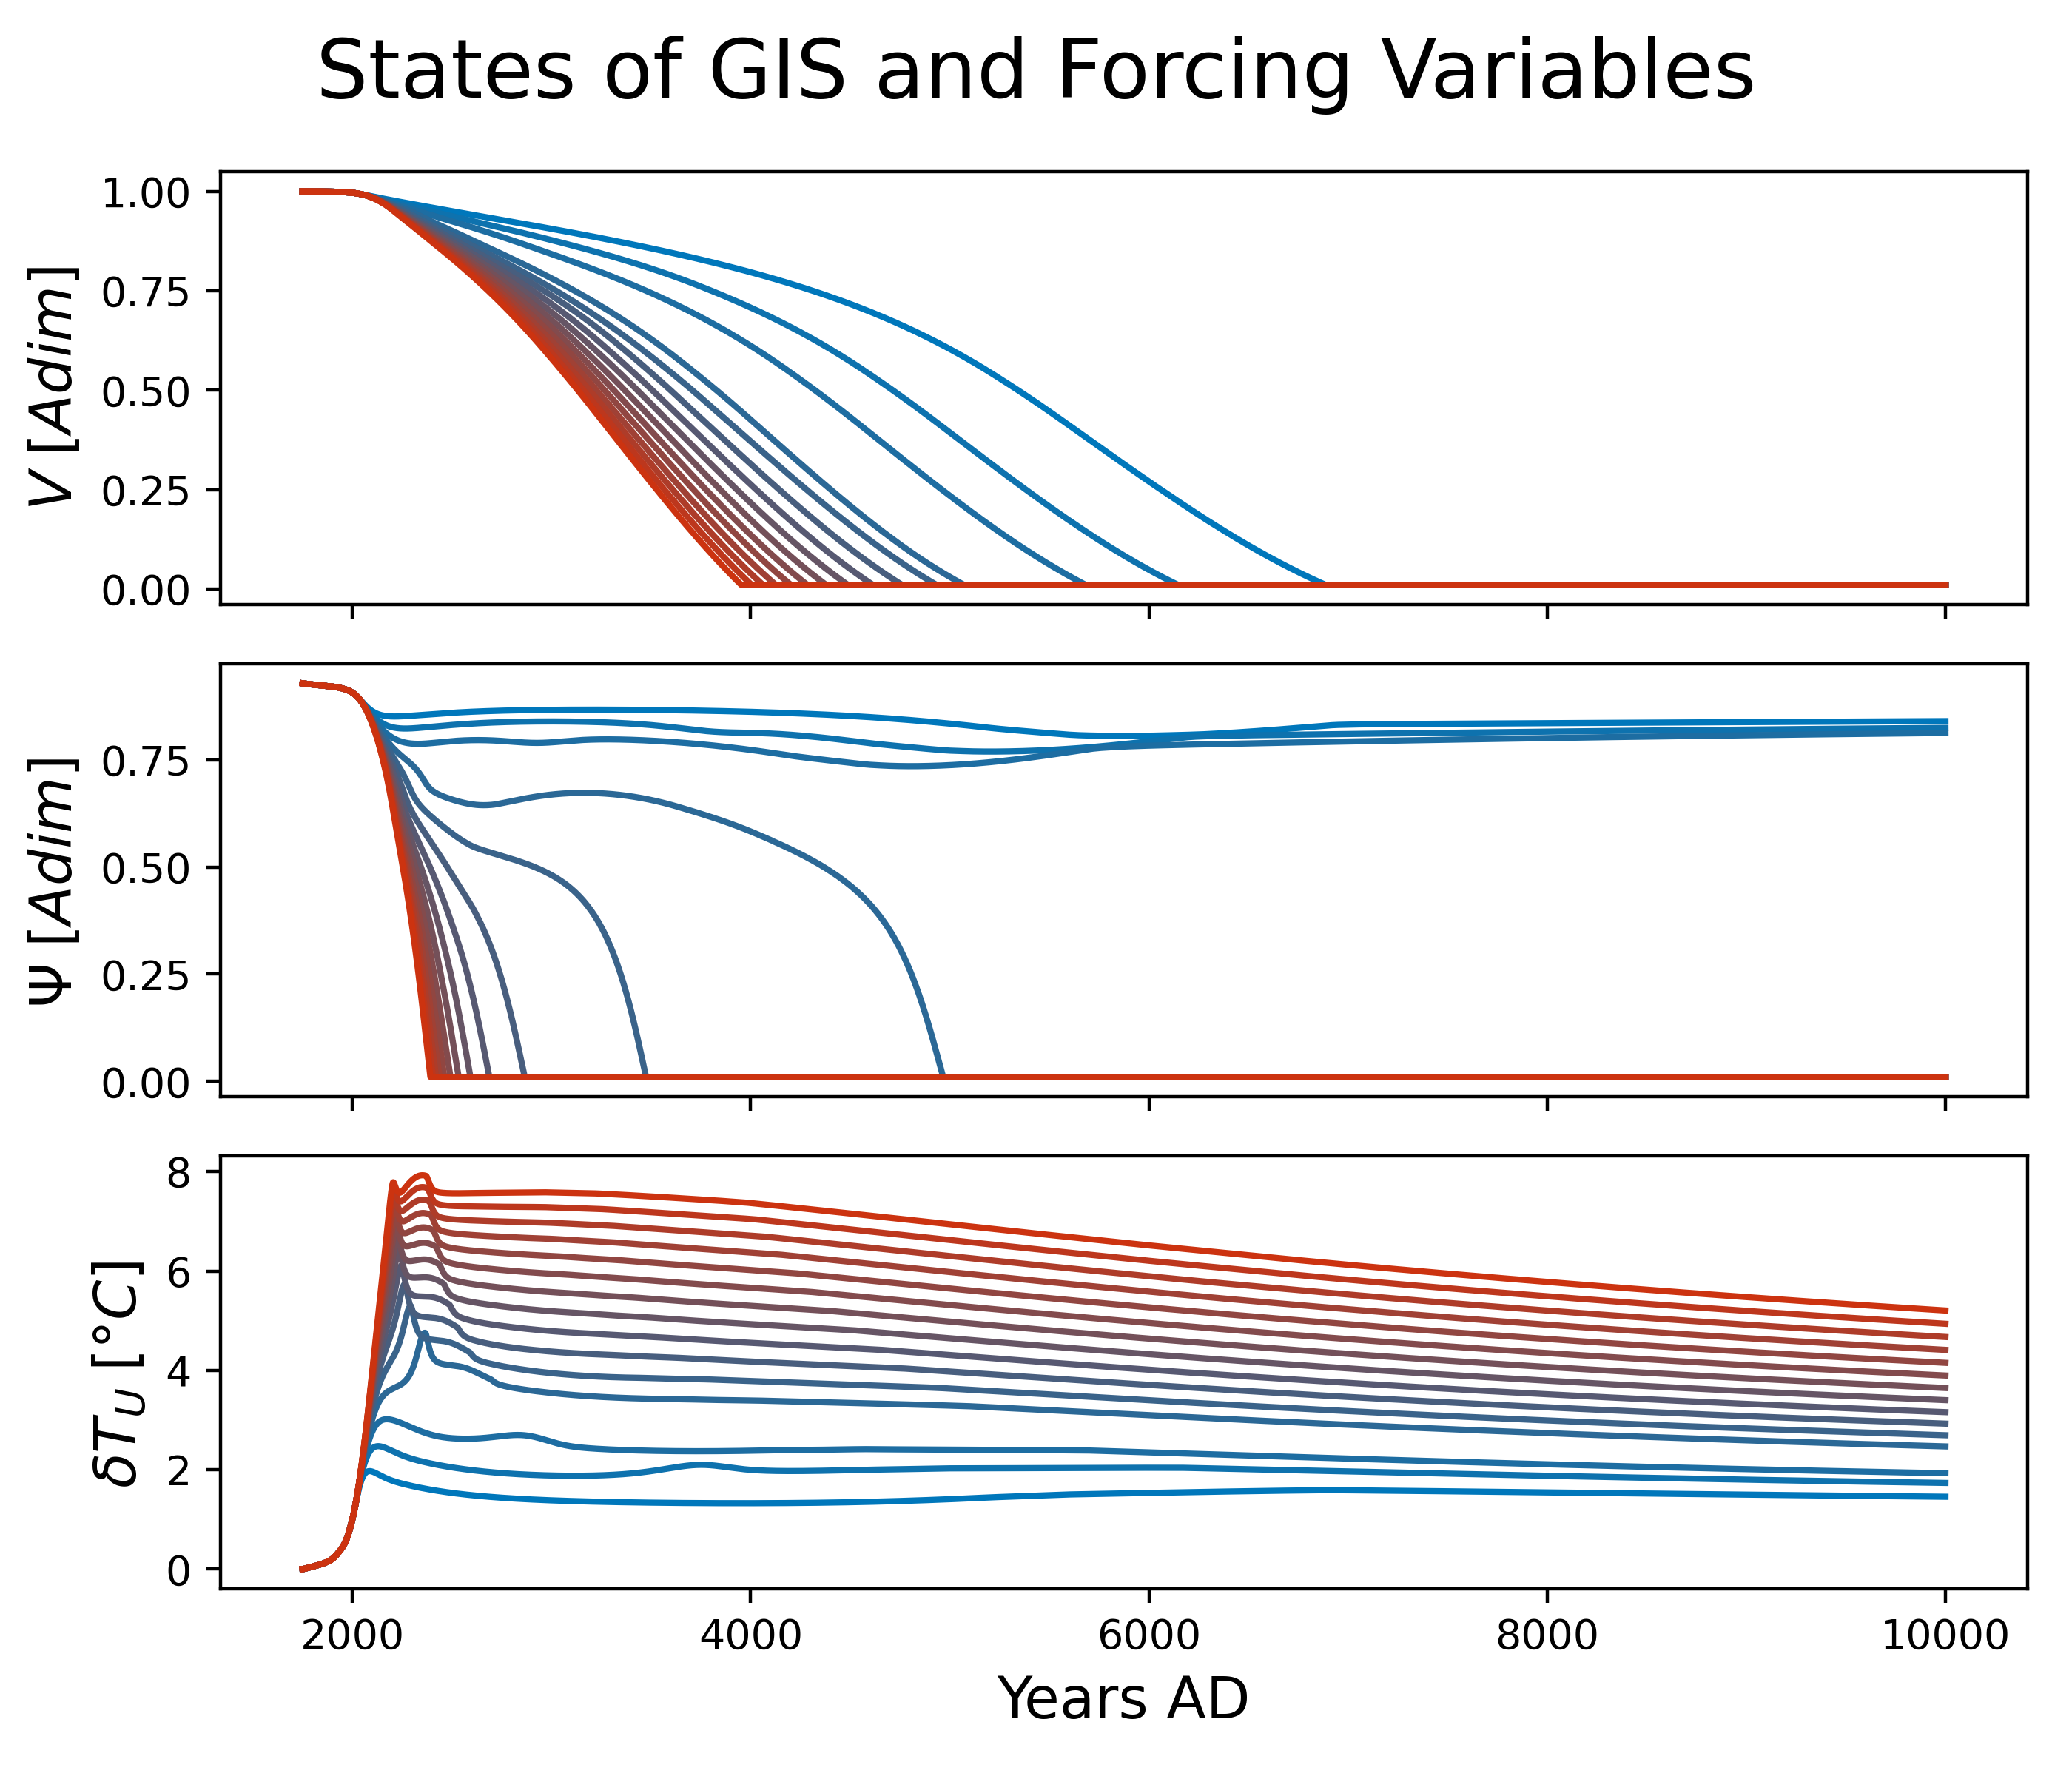 States of GIS and Forcing Variables
V [Adim]
1.00
0.75
0.50
0.25
0.00
Ψ [Adim]
0.75
0.50
0.25
0.00
δT_U [°C]
8
6
4
2
0
2000 4000 6000 8000 10000
Years AD